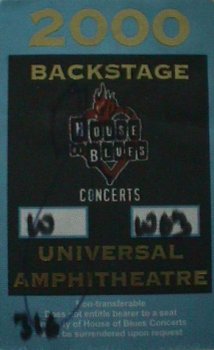 2000
BACKSTAGE
HOUSE
OF BLUES
CONCERTS
UNIVERSAL
AMPHITHEATRE
Non-transferable
Does not entitle bearer to a seat
of House of Blues Concerts
be surrendered upon request